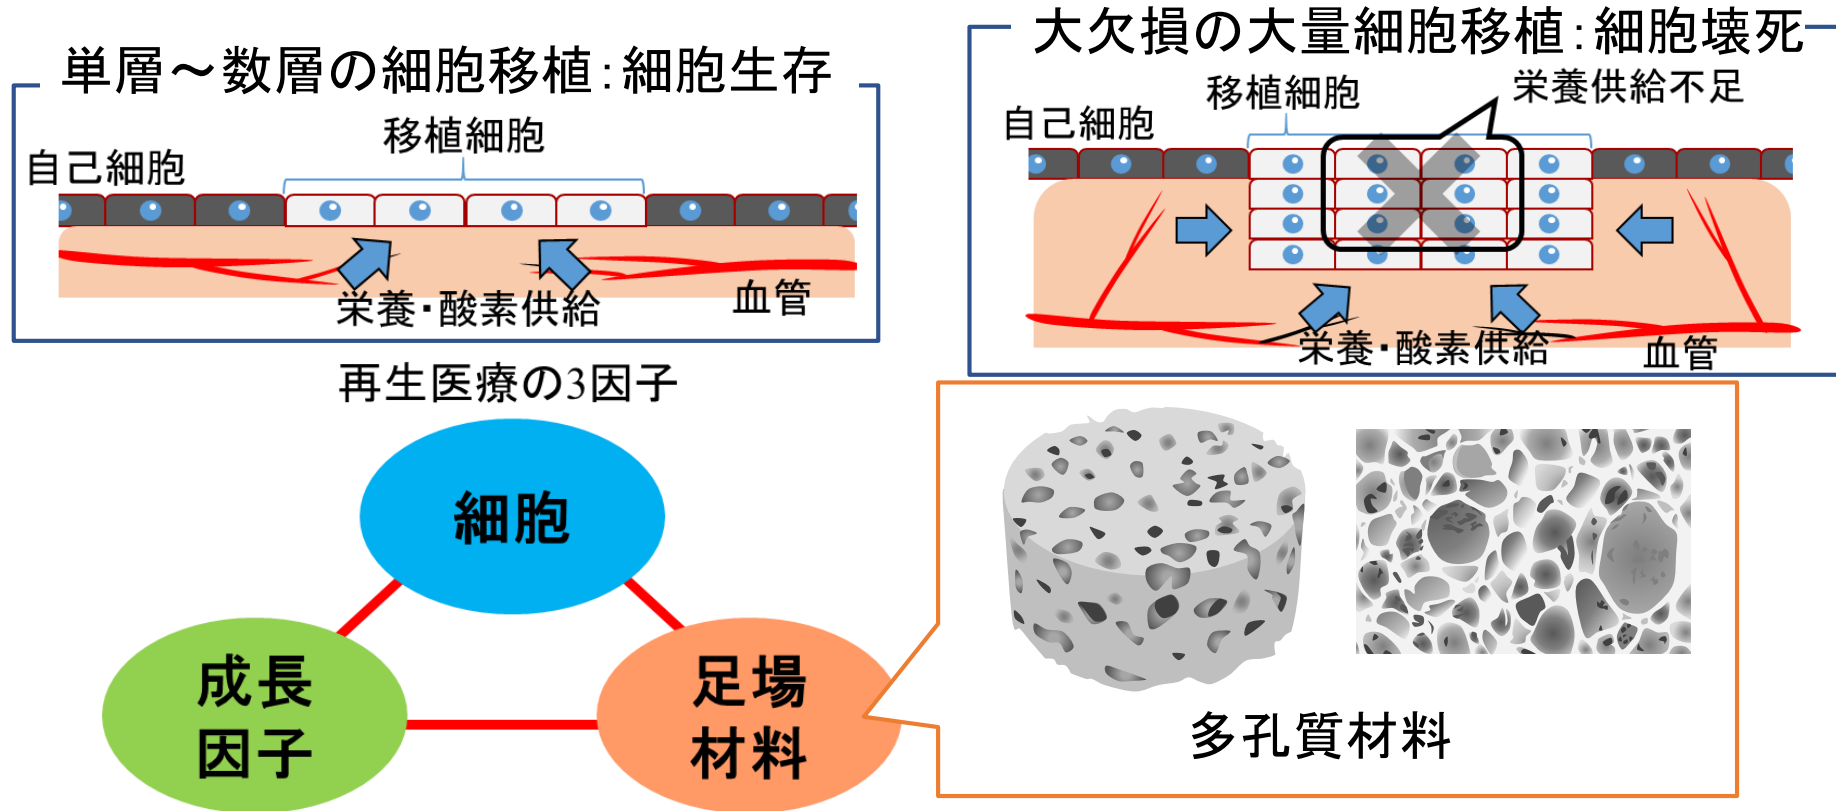 単層～数層の細胞移植：細胞生存
移植細胞
自己細胞
栄養・酸素供給
血管
大欠損の大量細胞移植：細胞壊死
移植細胞
栄養供給不足
自己細胞
栄養・酸素供給
血管
再生医療の3因子
細胞
成長
因子
足場
材料
多孔質材料